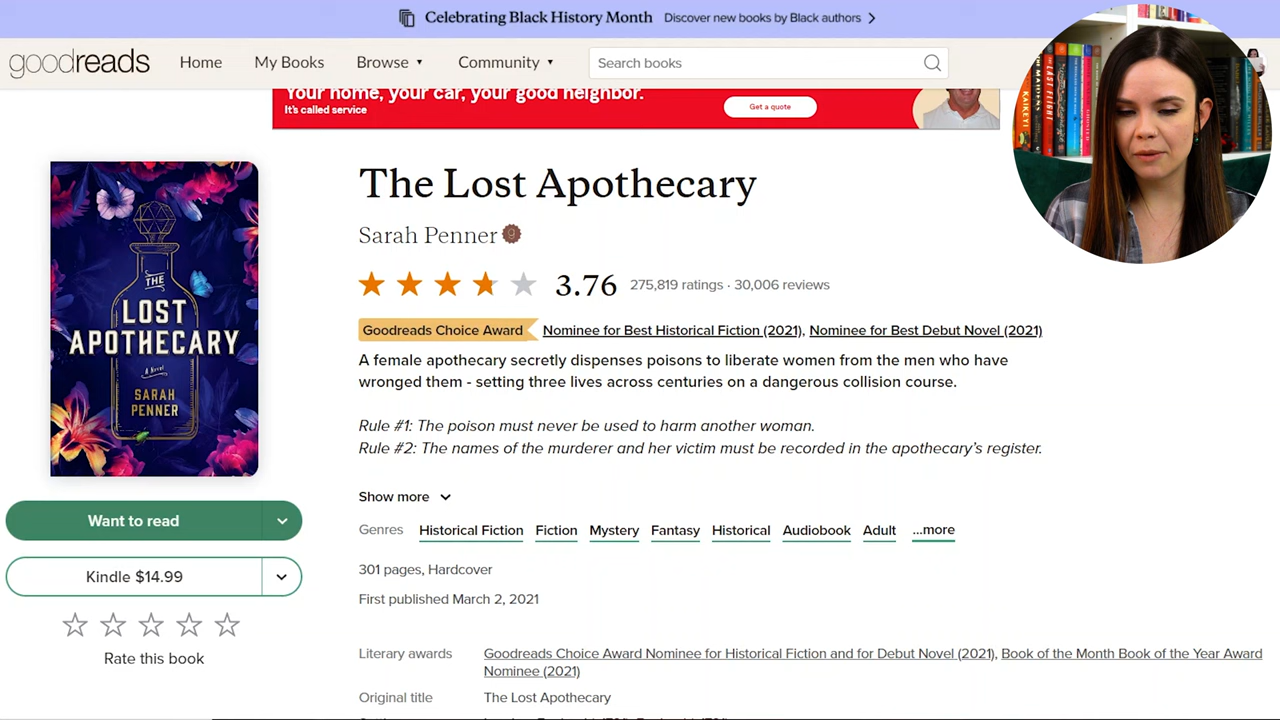 Celebrating Black History Month Discover new books by Black authors
goodreads Home My Books Browse Community Search books
Your home, your car, your good neighbor.
It's called service
Get a quote
KAIKEYI
THE LAST FLIGHT
THE LOST APOTHECARY
A Novel
SARAH PENNER
The Lost Apothecary
Sarah Penner g
3.76 275,819 ratings · 30,006 reviews
Goodreads Choice Award Nominee for Best Historical Fiction (2021), Nominee for Best Debut Novel (2021)
A female apothecary secretly dispenses poisons to liberate women from the men who have
wronged them - setting three lives across centuries on a dangerous collision course.
Rule #1: The poison must never be used to harm another woman.
Rule #2: The names of the murderer and her victim must be recorded in the apothecary's register.
Show more
Genres Historical Fiction Fiction Mystery Fantasy Historical Audiobook Adult ...more
301 pages, Hardcover
First published March 2, 2021
Want to read
Kindle $14.99
Rate this book
Literary awards Goodreads Choice Award Nominee for Historical Fiction and for Debut Novel (2021), Book of the Month Book of the Year Award
Nominee (2021)
Original title The Lost Apothecary